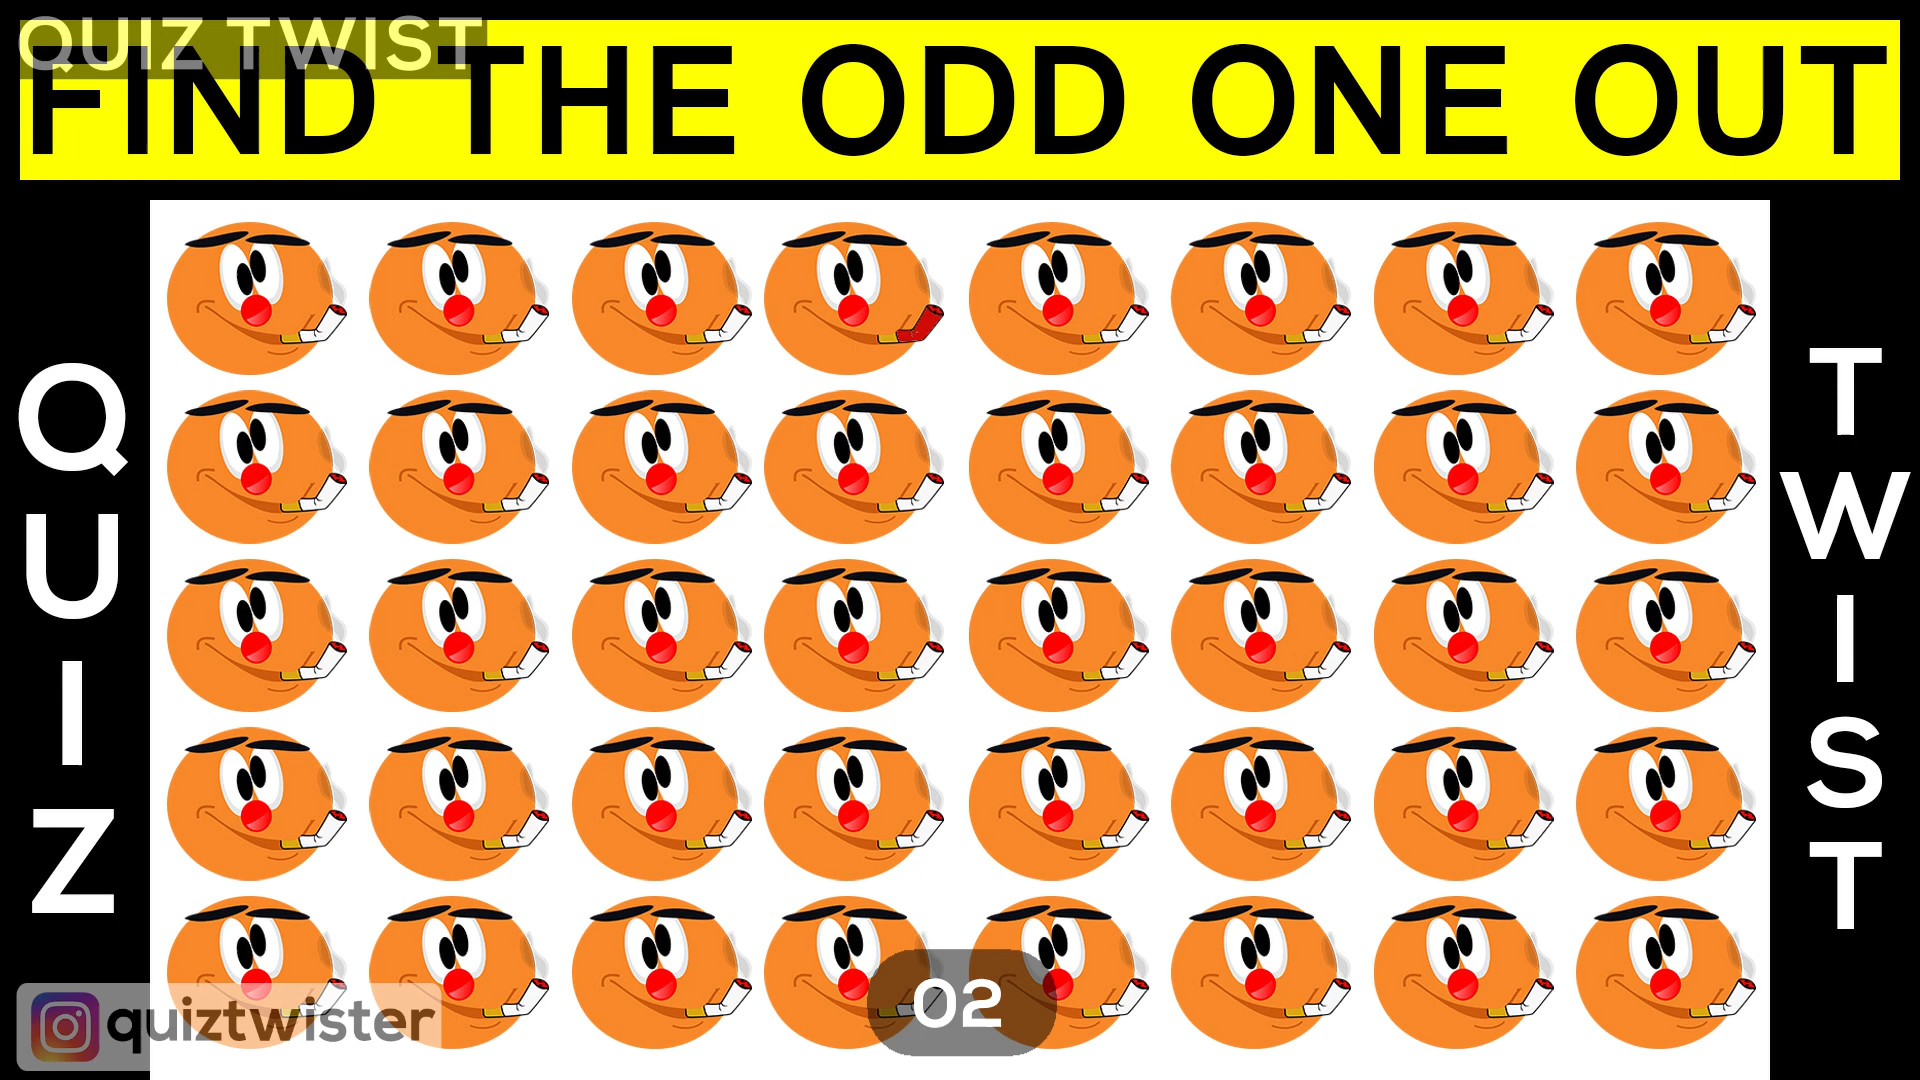 QUIZ TWIST
FIND THE ODD ONE OUT
QUIZ
TWIST
02
quiztwister